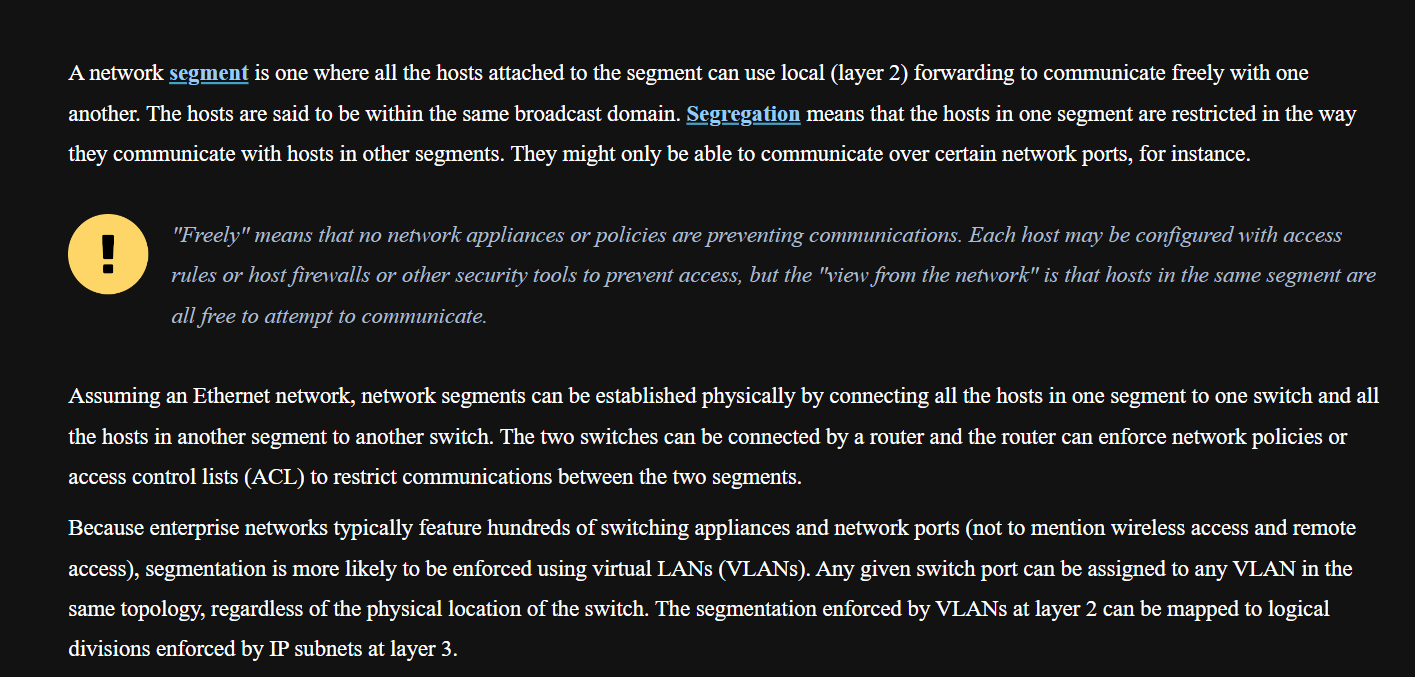 A network segment is one where all the hosts attached to the segment can use local (layer 2) forwarding to communicate freely with one
another. The hosts are said to be within the same broadcast domain. Segregation means that the hosts in one segment are restricted in the way
they communicate with hosts in other segments. They might only be able to communicate over certain network ports, for instance.
"Freely" means that no network appliances or policies are preventing communications. Each host may be configured with access
rules or host firewalls or other security tools to prevent access, but the "view from the network" is that hosts in the same segment are
all free to attempt to communicate.
Assuming an Ethernet network, network segments can be established physically by connecting all the hosts in one segment to one switch and all
the hosts in another segment to another switch. The two switches can be connected by a router and the router can enforce network policies or
access control lists (ACL) to restrict communications between the two segments.
Because enterprise networks typically feature hundreds of switching appliances and network ports (not to mention wireless access and remote
access), segmentation is more likely to be enforced using virtual LANs (VLANs). Any given switch port can be assigned to any VLAN in the
same topology, regardless of the physical location of the switch. The segmentation enforced by VLANs at layer 2 can be mapped to logical
divisions enforced by IP subnets at layer 3.